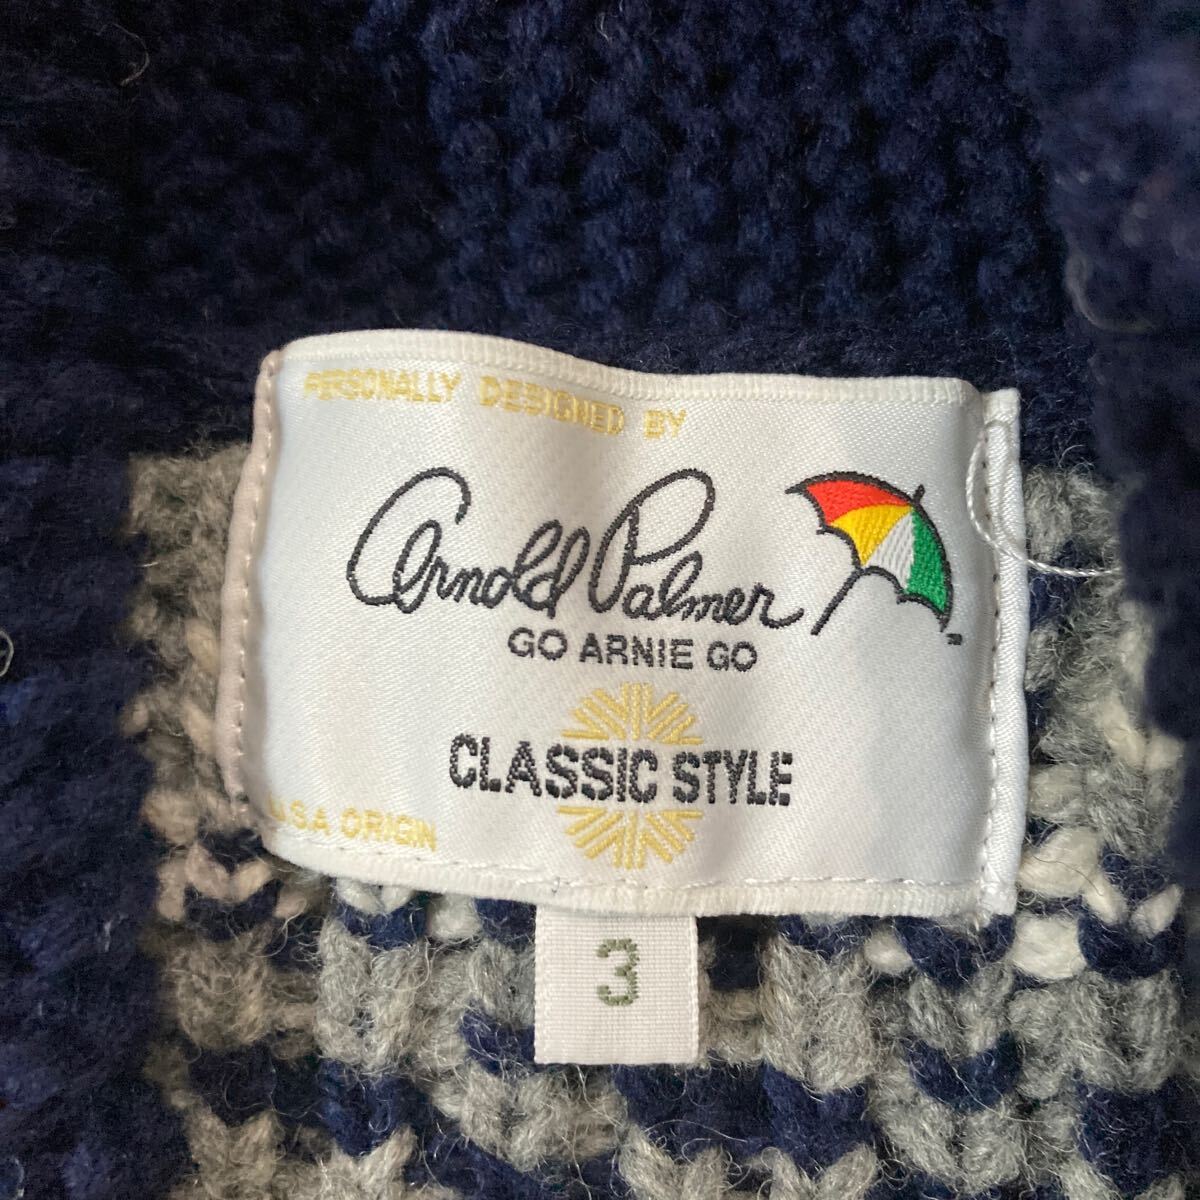 PERSONALLY DESIGNED BY
Arnold Palmer
GO ARNIE GO
CLASSIC STYLE
U.S.A ORIGIN
3